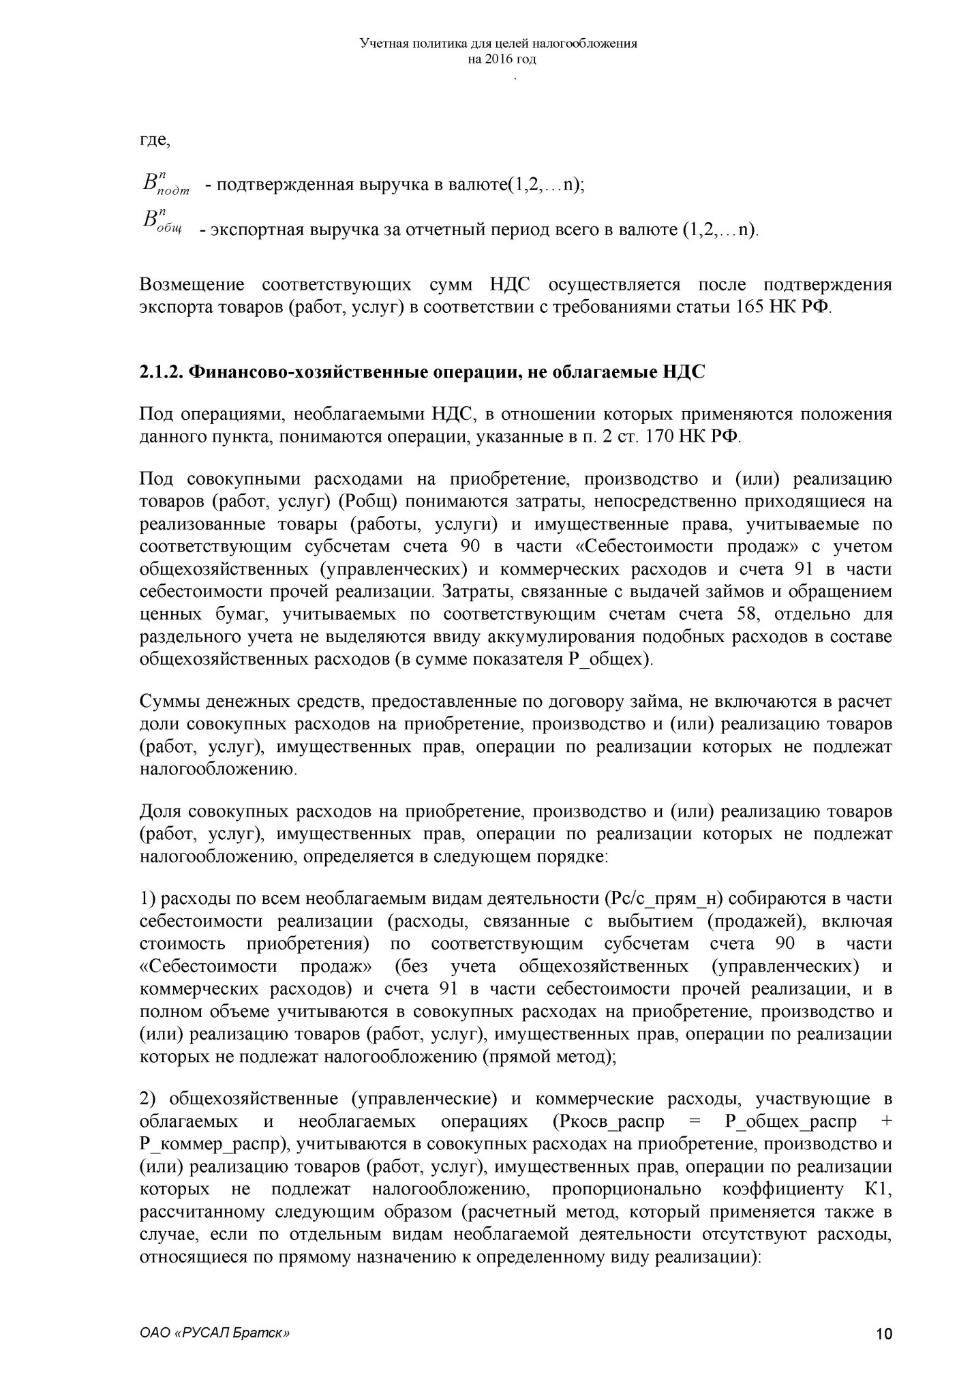 Учетная политика для целей налогообложения
на 2016 год
.
где,
В^п_подт - подтвержденная выручка в валюте(1,2,…n);
В^п_общ - экспортная выручка за отчетный период всего в валюте (1,2,…n).
Возмещение соответствующих сумм НДС осуществляется после подтверждения
экспорта товаров (работ, услуг) в соответствии с требованиями статьи 165 НК РФ.
2.1.2. Финансово-хозяйственные операции, не облагаемые НДС
Под операциями, необлагаемыми НДС, в отношении которых применяются положения
данного пункта, понимаются операции, указанные в п. 2 ст. 170 НК РФ.
Под совокупными расходами на приобретение, производство и (или) реализацию
товаров (работ, услуг) (Робщ) понимаются затраты, непосредственно приходящиеся на
реализованные товары (работы, услуги) и имущественные права, учитываемые по
соответствующим субсчетам счета 90 в части «Себестоимости продаж» с учетом
общехозяйственных (управленческих) и коммерческих расходов и счета 91 в части
себестоимости прочей реализации. Затраты, связанные с выдачей займов и обращением
ценных бумаг, учитываемых по соответствующим счетам счета 58, отдельно для
раздельного учета не выделяются ввиду аккумулирования подобных расходов в составе
общехозяйственных расходов (в сумме показателя Р_общех).
Суммы денежных средств, предоставленные по договору займа, не включаются в расчет
доли совокупных расходов на приобретение, производство и (или) реализацию товаров
(работ, услуг), имущественных прав, операции по реализации которых не подлежат
налогообложению.
Доля совокупных расходов на приобретение, производство и (или) реализацию товаров
(работ, услуг), имущественных прав, операции по реализации которых не подлежат
налогообложению, определяется в следующем порядке:
1) расходы по всем необлагаемым видам деятельности (Рс/с_прям_н) собираются в части
себестоимости реализации (расходы, связанные с выбытием (продажей), включая
стоимость приобретения) по соответствующим субсчетам счета 90 в части
«Себестоимости продаж» (без учета общехозяйственных (управленческих) и
коммерческих расходов) и счета 91 в части себестоимости прочей реализации, и в
полном объеме учитываются в совокупных расходах на приобретение, производство и
(или) реализацию товаров (работ, услуг), имущественных прав, операции по реализации
которых не подлежат налогообложению (прямой метод);
2) общехозяйственные (управленческие) и коммерческие расходы, участвующие в
облагаемых и необлагаемых операциях (Ркосв_распр = Р_общех_распр +
Р_коммер_распр), учитываются в совокупных расходах на приобретение, производство и
(или) реализацию товаров (работ, услуг), имущественных прав, операции по реализации
которых не подлежат налогообложению, пропорционально коэффициенту К1,
рассчитанному следующим образом (расчетный метод, который применяется также в
случае, если по отдельным видам необлагаемой деятельности отсутствуют расходы,
относящиеся по прямому назначению к определенному виду реализации):
ОАО «РУСАЛ Братск» 10